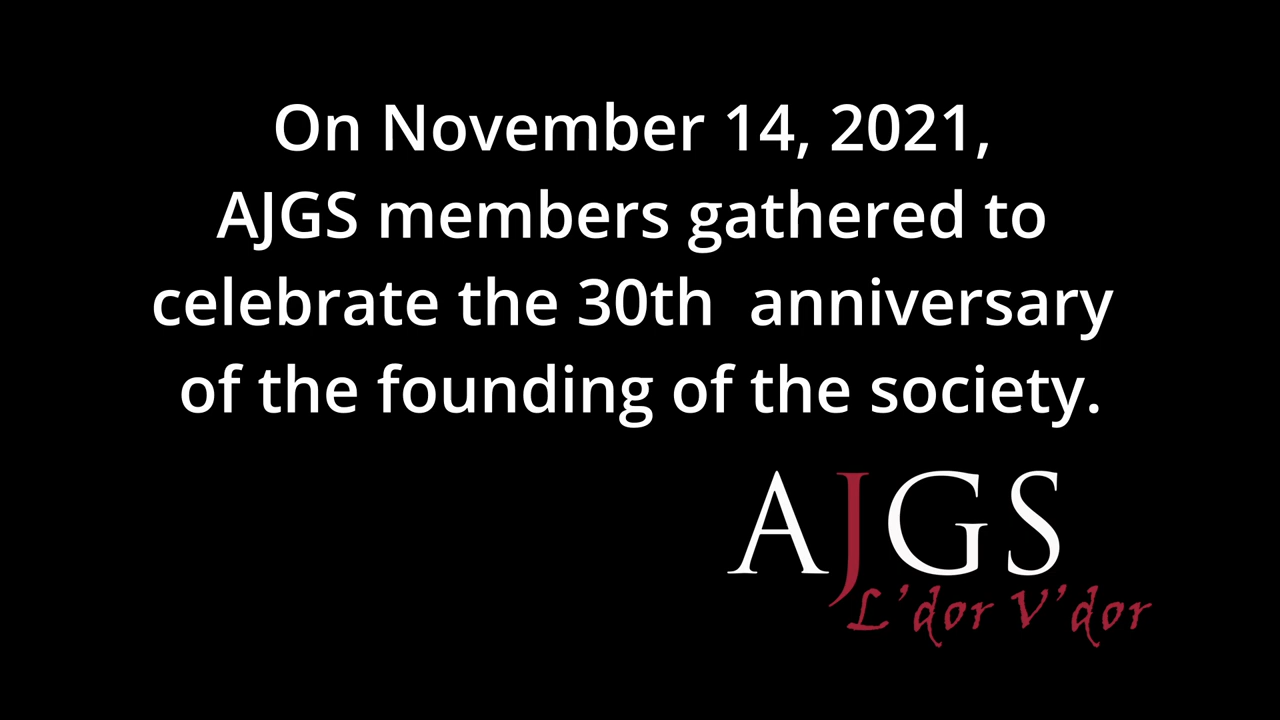 On November 14, 2021,
AJGS members gathered to
celebrate the 30th  anniversary
of the founding of the society.
AJGS
L'dor V'dor